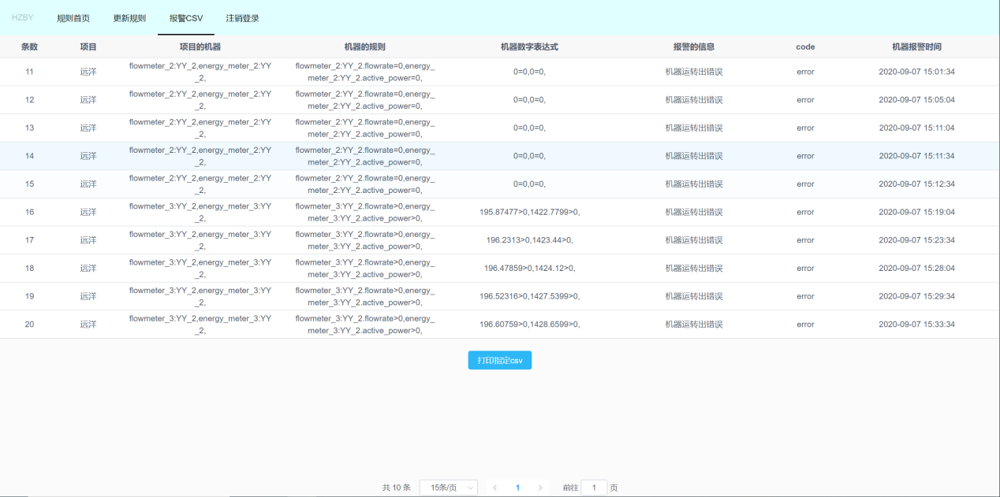 HZBY 规则首页 更新规则 报警CSV 注销登录
条数 项目 项目的机器 机器的规则 机器数字表达式 报警的信息 code 机器报警时间
11 远洋 flowmeter_2:YY_2,energy_meter_2:YY_2, flowmeter_2:YY_2.flowrate=0,energy_meter_2:YY_2.active_power=0, 0=0,0=0, 机器运转出错误 error 2020-09-07 15:01:34
12 远洋 flowmeter_2:YY_2,energy_meter_2:YY_2, flowmeter_2:YY_2.flowrate=0,energy_meter_2:YY_2.active_power=0, 0=0,0=0, 机器运转出错误 error 2020-09-07 15:05:04
13 远洋 flowmeter_2:YY_2,energy_meter_2:YY_2, flowmeter_2:YY_2.flowrate=0,energy_meter_2:YY_2.active_power=0, 0=0,0=0, 机器运转出错误 error 2020-09-07 15:11:04
14 远洋 flowmeter_2:YY_2,energy_meter_2:YY_2, flowmeter_2:YY_2.flowrate=0,energy_meter_2:YY_2.active_power=0, 0=0,0=0, 机器运转出错误 error 2020-09-07 15:11:34
15 远洋 flowmeter_2:YY_2,energy_meter_2:YY_2, flowmeter_2:YY_2.flowrate=0,energy_meter_2:YY_2.active_power=0, 0=0,0=0, 机器运转出错误 error 2020-09-07 15:12:34
16 远洋 flowmeter_3:YY_2,energy_meter_3:YY_2, flowmeter_3:YY_2.flowrate>0,energy_meter_3:YY_2.active_power>0, 195.87477>0,1422.7799>0, 机器运转出错误 error 2020-09-07 15:19:04
17 远洋 flowmeter_3:YY_2,energy_meter_3:YY_2, flowmeter_3:YY_2.flowrate>0,energy_meter_3:YY_2.active_power>0, 196.2313>0,1423.44>0, 机器运转出错误 error 2020-09-07 15:23:34
18 远洋 flowmeter_3:YY_2,energy_meter_3:YY_2, flowmeter_3:YY_2.flowrate>0,energy_meter_3:YY_2.active_power>0, 196.47859>0,1424.12>0, 机器运转出错误 error 2020-09-07 15:28:04
19 远洋 flowmeter_3:YY_2,energy_meter_3:YY_2, flowmeter_3:YY_2.flowrate>0,energy_meter_3:YY_2.active_power>0, 196.52316>0,1427.5399>0, 机器运转出错误 error 2020-09-07 15:29:34
20 远洋 flowmeter_3:YY_2,energy_meter_3:YY_2, flowmeter_3:YY_2.flowrate>0,energy_meter_3:YY_2.active_power>0, 196.60759>0,1428.6599>0, 机器运转出错误 error 2020-09-07 15:33:34
打印指定csv
共 10 条 15条/页 1 前往 1 页